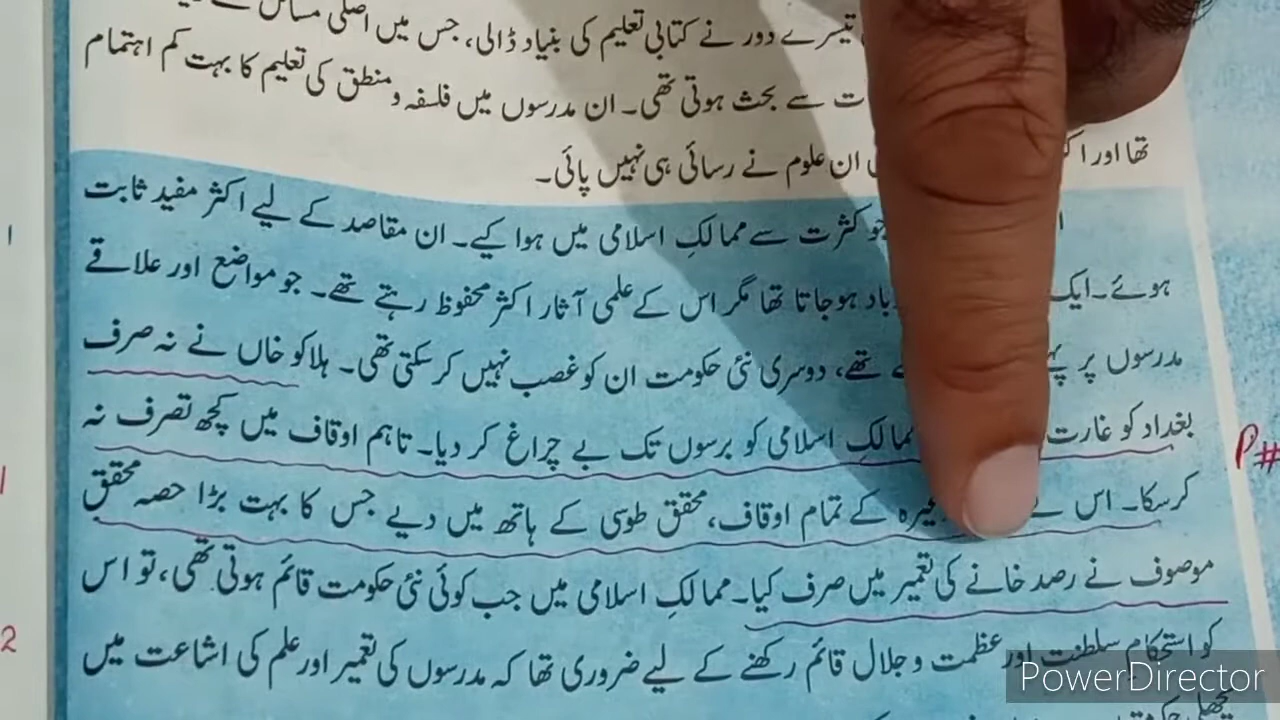 تیسرے دور نے کتابی تعلیم کی بنیاد ڈالی، جس میں اصلی مسائل
ت سے بحث ہوتی تھی۔ ان مدرسوں میں فلسفہ و منطق کی تعلیم کا بہت کم اہتمام
تھا اور ان علوم نے رسائی ہی نہیں پائی۔
جو کثرت سے ممالکِ اسلامی میں ہوا کیے۔ ان مقاصد کے لیے اکثر مفید ثابت
ہوئے۔ ایک باد ہوجاتا تھا مگر اس کے علمی آثار اکثر محفوظ رہتے تھے۔ جو مواضع اور علاقے
مدرسوں پر تھے، دوسری نئی حکومت ان کو غصب نہیں کرسکتی تھی۔ ہلاکو خاں نے نہ صرف
بغداد کو غارت ممالکِ اسلامی کو برسوں تک بے چراغ کر دیا۔ تاہم اوقاف میں کچھ تصرف نہ
کرسکا۔ اس کے تمام اوقاف، محقق طوسی کے ہاتھ میں دیے جس کا بہت بڑا حصہ محقق
موصوف نے رصد خانے کی تعمیر میں صرف کیا۔ ممالکِ اسلامی میں جب کوئی نئی حکومت قائم ہوتی تھی، تو اس
کو استحکامِ سلطنت اور عظمت و جلال قائم رکھنے کے لیے ضروری تھا کہ مدرسوں کی تعمیر اور علم کی اشاعت میں
P#
1
2
PowerDirector